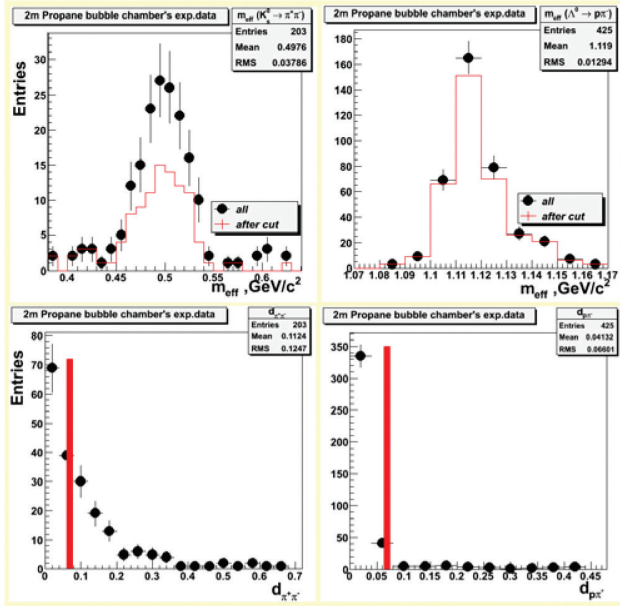 2m Propane bubble chamber's exp.data
m_eff (K⁰_s → π⁺π⁻)
Entries 203
Mean 0.4976
RMS 0.03786
Entries
30
25
20
15
10
5
0
all
after cut
0.4 0.45 0.5 0.55 0.6
m_eff ,GeV/c²
2m Propane bubble chamber's exp.data
m_eff (Λ⁰ → pπ⁻)
Entries 425
Mean 1.119
RMS 0.01294
180
160
140
120
100
80
60
40
20
0
all
after cut
1.07 1.08 1.09 1.1 1.11 1.12 1.13 1.14 1.15 1.16 1.17
m_eff ,GeV/c²
2m Propane bubble chamber's exp.data
d_π⁺π⁻
Entries 203
Mean 0.1124
RMS 0.1247
Entries
80
70
60
50
40
30
20
10
0
0 0.1 0.2 0.3 0.4 0.5 0.6 0.7
d_π⁺π⁻
2m Propane bubble chamber's exp.data
d_pπ⁻
Entries 425
Mean 0.04132
RMS 0.06601
350
300
250
200
150
100
50
0
0 0.05 0.1 0.15 0.2 0.25 0.3 0.35 0.4 0.45
d_pπ⁻